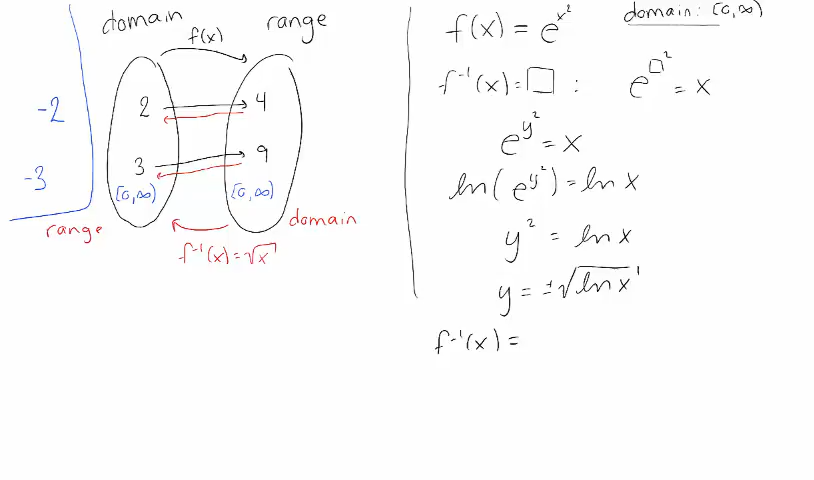 domain range
f(x)
-2 2 4
-3 3 9
[0, ∞) [0, ∞)
range domain
f⁻¹(x) = √x
f(x) = e^{x²} domain: [0, ∞)
f⁻¹(x) = □ : e^{□²} = x
e^{y²} = x
ln(e^{y²}) = ln x
y² = ln x
y = ±√(ln x)
f⁻¹(x) =